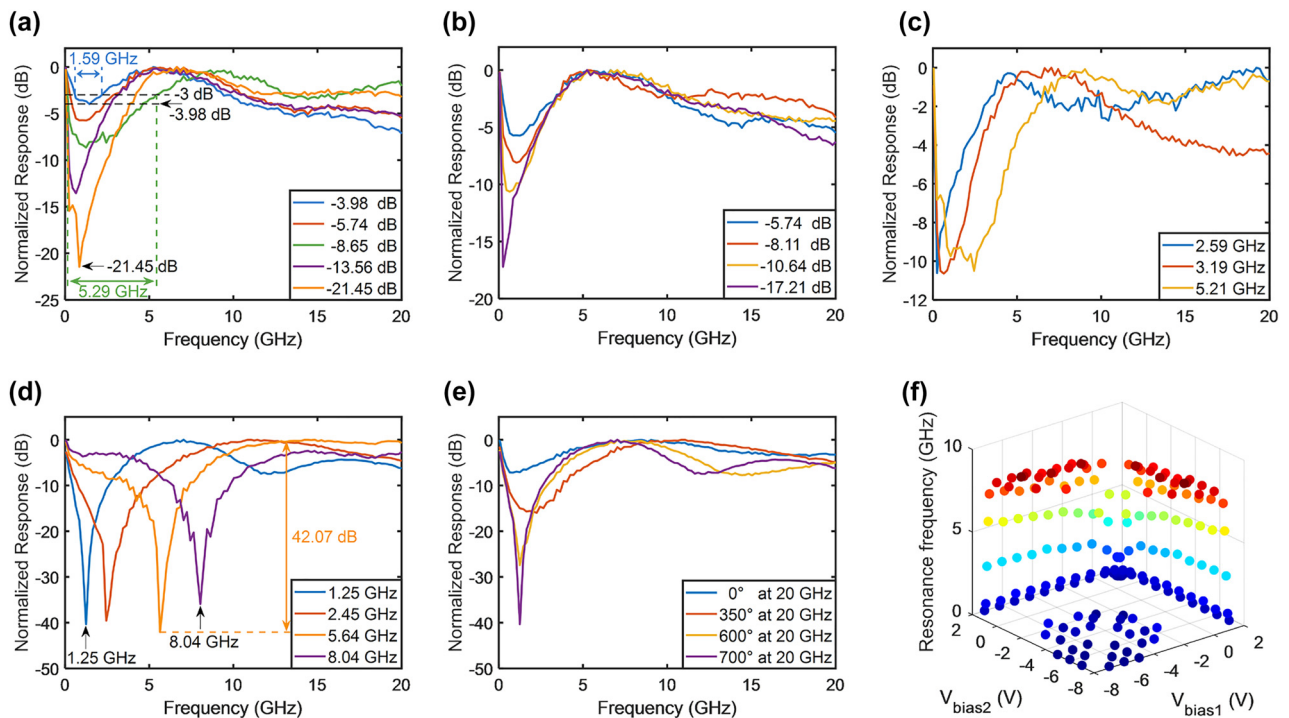 (a)
Normalized Response (dB)
0
-5
-10
-15
-20
-25
1.59 GHz
-3 dB
-3.98 dB
-21.45 dB
5.29 GHz
-3.98 dB
-5.74 dB
-8.65 dB
-13.56 dB
-21.45 dB
0 5 10 15 20
Frequency (GHz)
(b)
Normalized Response (dB)
0
-5
-10
-15
-20
-5.74 dB
-8.11 dB
-10.64 dB
-17.21 dB
0 5 10 15 20
Frequency (GHz)
(c)
Normalized Response (dB)
0
-2
-4
-6
-8
-10
-12
2.59 GHz
3.19 GHz
5.21 GHz
0 5 10 15 20
Frequency (GHz)
(d)
Normalized Response (dB)
0
-10
-20
-30
-40
-50
42.07 dB
1.25 GHz
8.04 GHz
1.25 GHz
2.45 GHz
5.64 GHz
8.04 GHz
0 5 10 15 20
Frequency (GHz)
(e)
Normalized Response (dB)
0
-10
-20
-30
-40
-50
0° at 20 GHz
350° at 20 GHz
600° at 20 GHz
700° at 20 GHz
0 5 10 15 20
Frequency (GHz)
(f)
Resonance frequency (GHz)
10
5
0
2 0 -2 -4 -6 -8
-8 -6 -4 -2 0 2
Vbias2 (V)
Vbias1 (V)